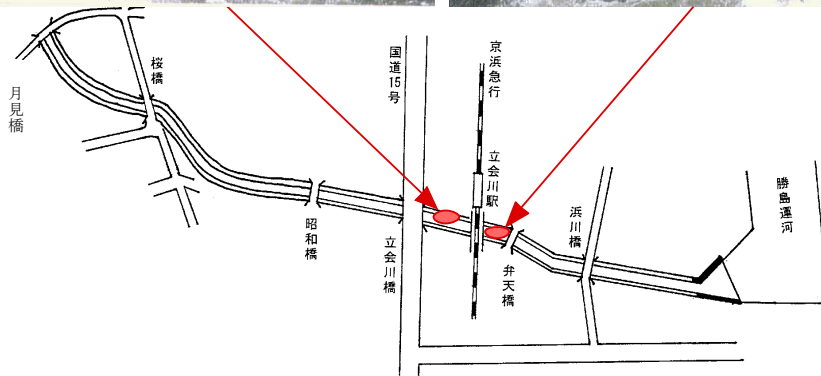 月見橋
桜橋
昭和橋
国道15号
立会川橋
京浜急行
立会川駅
弁天橋
浜川橋
勝島運河